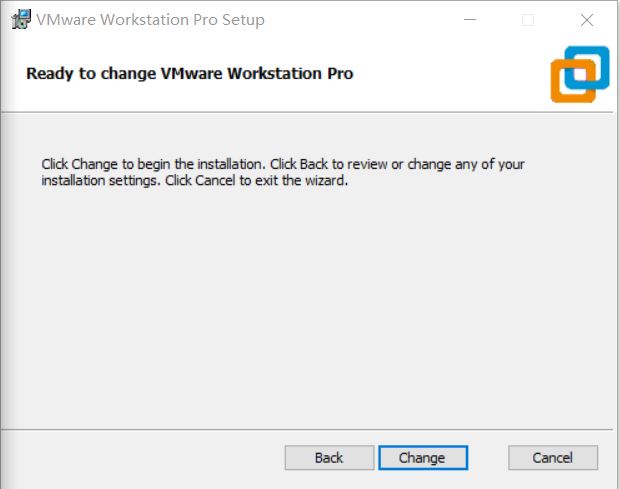 VMware Workstation Pro Setup
Ready to change VMware Workstation Pro
Click Change to begin the installation. Click Back to review or change any of your
installation settings. Click Cancel to exit the wizard.
Back Change Cancel